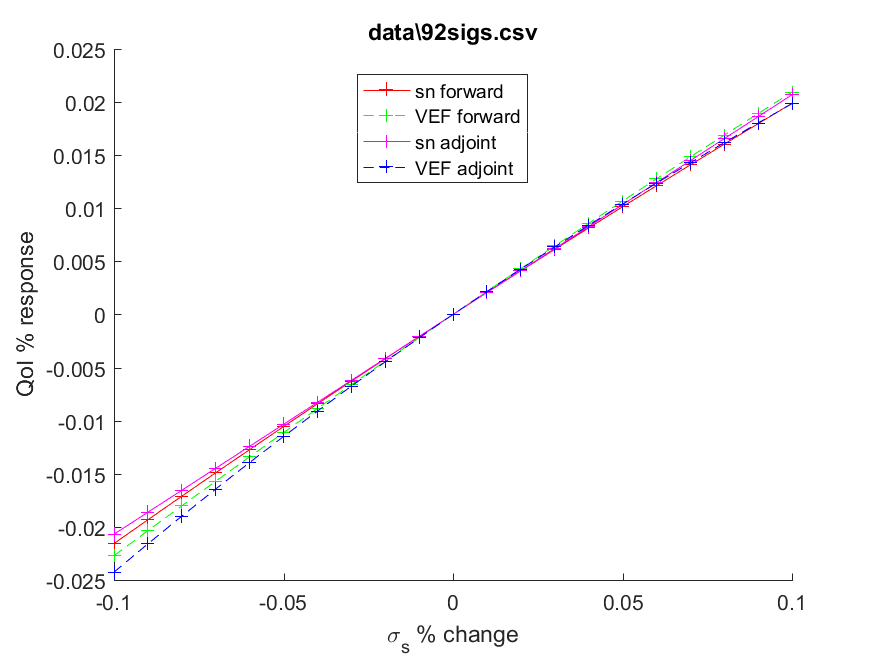 data\92sigs.csv
0.025
0.02
0.015
0.01
0.005
0
-0.005
-0.01
-0.015
-0.02
-0.025
QoI % response
sn forward
VEF forward
sn adjoint
VEF adjoint
-0.1
-0.05
0
0.05
0.1
σs % change